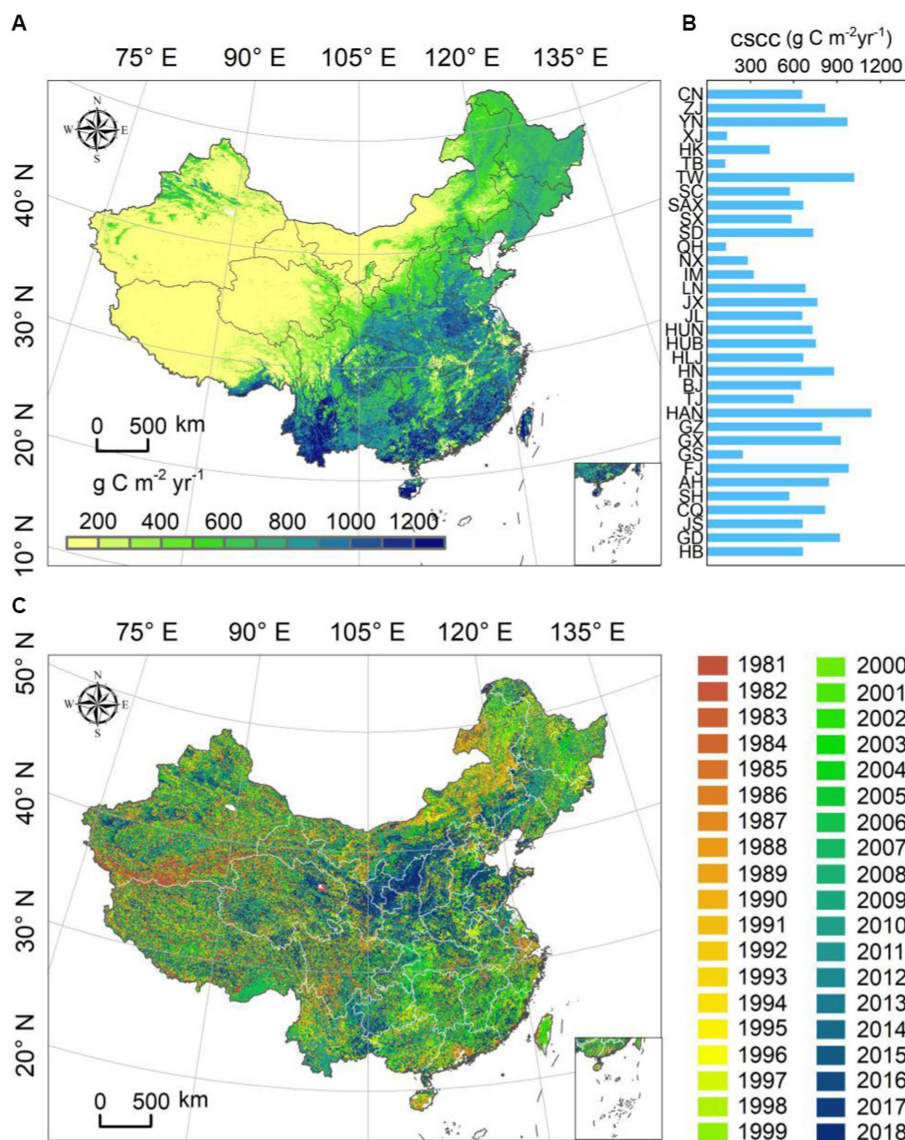 A
75° E 90° E 105° E 120° E 135° E
N
W E
S
40° N
30° N
20° N
10° N
0 500 km
g C m-2 yr-1
200 400 600 800 1000 1200
B
CSCC (g C m-2yr-1)
300 600 900 1200
CN
ZJ
YN
XJ
HK
TB
TW
SC
SAX
SX
SD
QH
NX
IM
LN
JX
JL
HUN
HUB
HLJ
HN
BJ
TJ
HAN
GZ
GX
GS
FJ
AH
SH
CQ
JS
GD
HB
C
75° E 90° E 105° E 120° E 135° E
N
W E
S
50° N
40° N
30° N
20° N
0 500 km
1981 2000
1982 2001
1983 2002
1984 2003
1985 2004
1986 2005
1987 2006
1988 2007
1989 2008
1990 2009
1991 2010
1992 2011
1993 2012
1994 2013
1995 2014
1996 2015
1997 2016
1998 2017
1999 2018